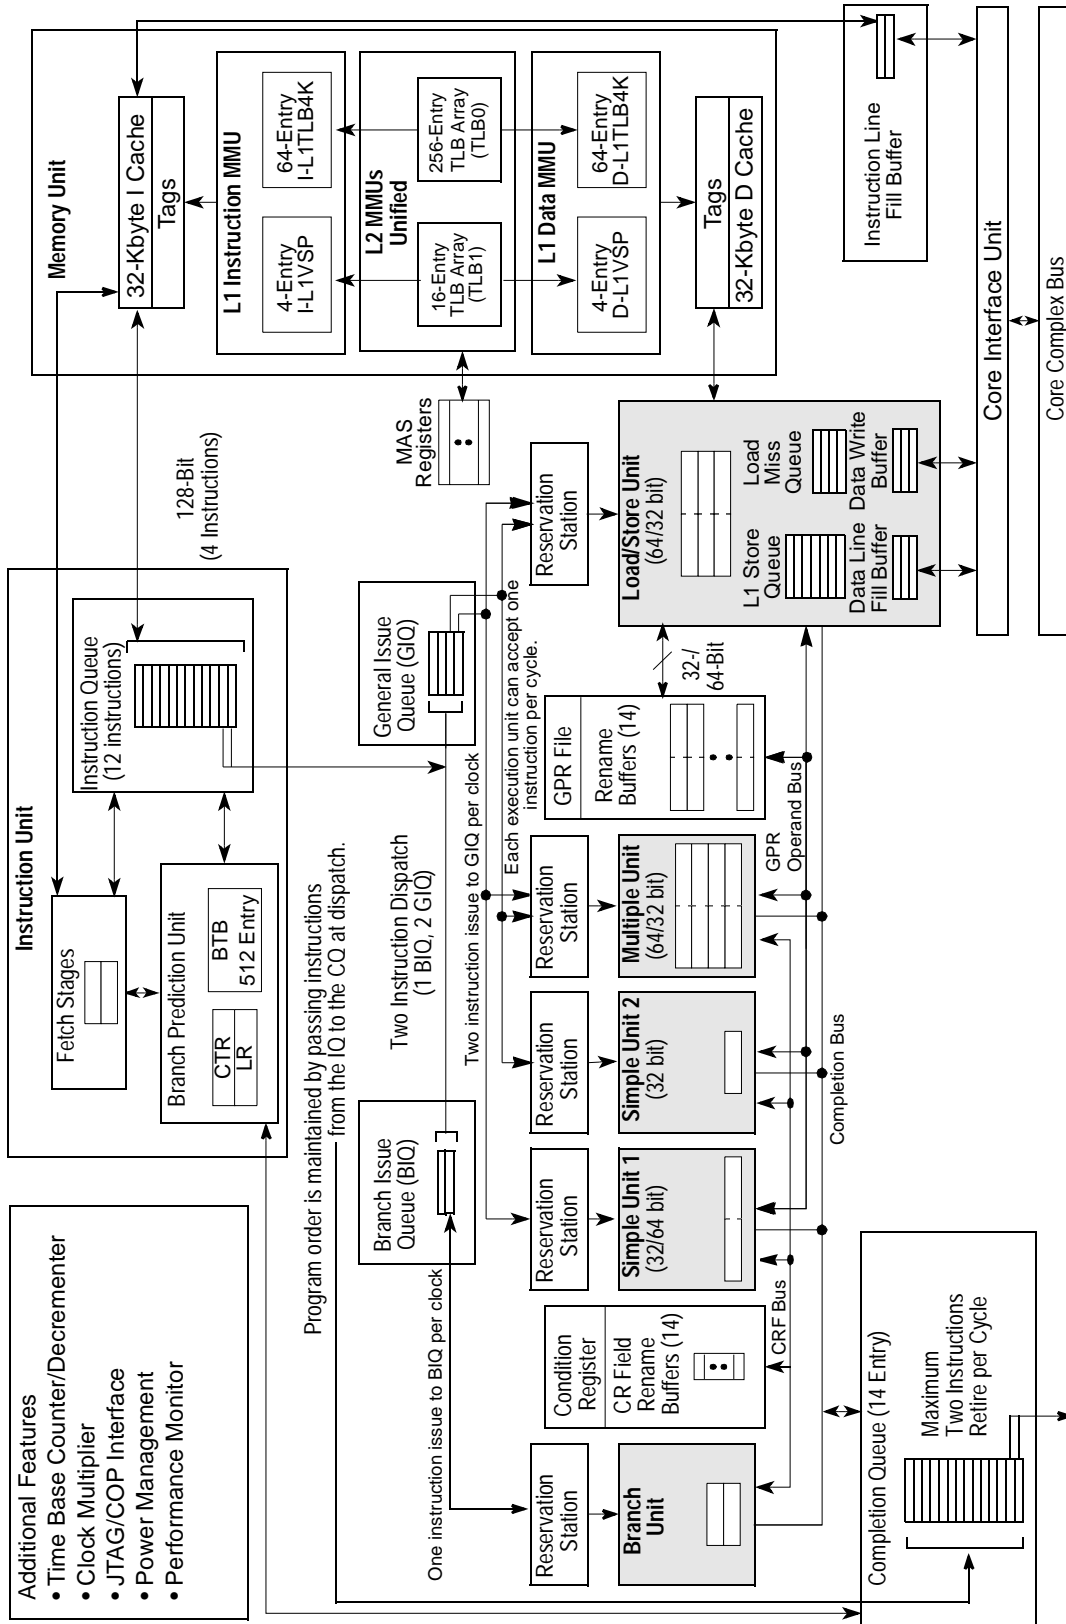 Additional Features
• Time Base Counter/Decrementer
• Clock Multiplier
• JTAG/COP Interface
• Power Management
• Performance Monitor
Instruction Unit
Fetch Stages
Branch Prediction Unit
CTR
LR
BTB
512 Entry
Instruction Queue
(12 instructions)
128-Bit
(4 Instructions)
Memory Unit
32-Kbyte I Cache
Tags
L1 Instruction MMU
4-Entry
I-L1VSP
64-Entry
I-L1TLB4K
L2 MMUs
Unified
16-Entry
TLB Array
(TLB1)
256-Entry
TLB Array
(TLB0)
L1 Data MMU
4-Entry
D-L1VSP
64-Entry
D-L1TLB4K
Tags
32-Kbyte D Cache
MAS
Registers
Program order is maintained by passing instructions
from the IQ to the CQ at dispatch.
Branch Issue
Queue (BIQ)
Two Instruction Dispatch
(1 BIQ, 2 GIQ)
General Issue
Queue (GIQ)
One instruction issue to BIQ per clock
Two instruction issue to GIQ per clock
Each execution unit can accept one
instruction per cycle.
Reservation
Station
Reservation
Station
Reservation
Station
Reservation
Station
Reservation
Station
Branch
Unit
Condition
Register
CR Field
Rename
Buffers (14)
CRF Bus
Simple Unit 1
(32/64 bit)
Simple Unit 2
(32 bit)
Multiple Unit
(64/32 bit)
GPR File
Rename
Buffers (14)
32-/
64-Bit
GPR
Operand Bus
Completion Bus
Load/Store Unit
(64/32 bit)
L1 Store
Queue
Load
Miss
Queue
Data Line
Fill Buffer
Data Write
Buffer
Instruction Line
Fill Buffer
Completion Queue (14 Entry)
Maximum
Two Instructions
Retire per Cycle
Core Interface Unit
Core Complex Bus